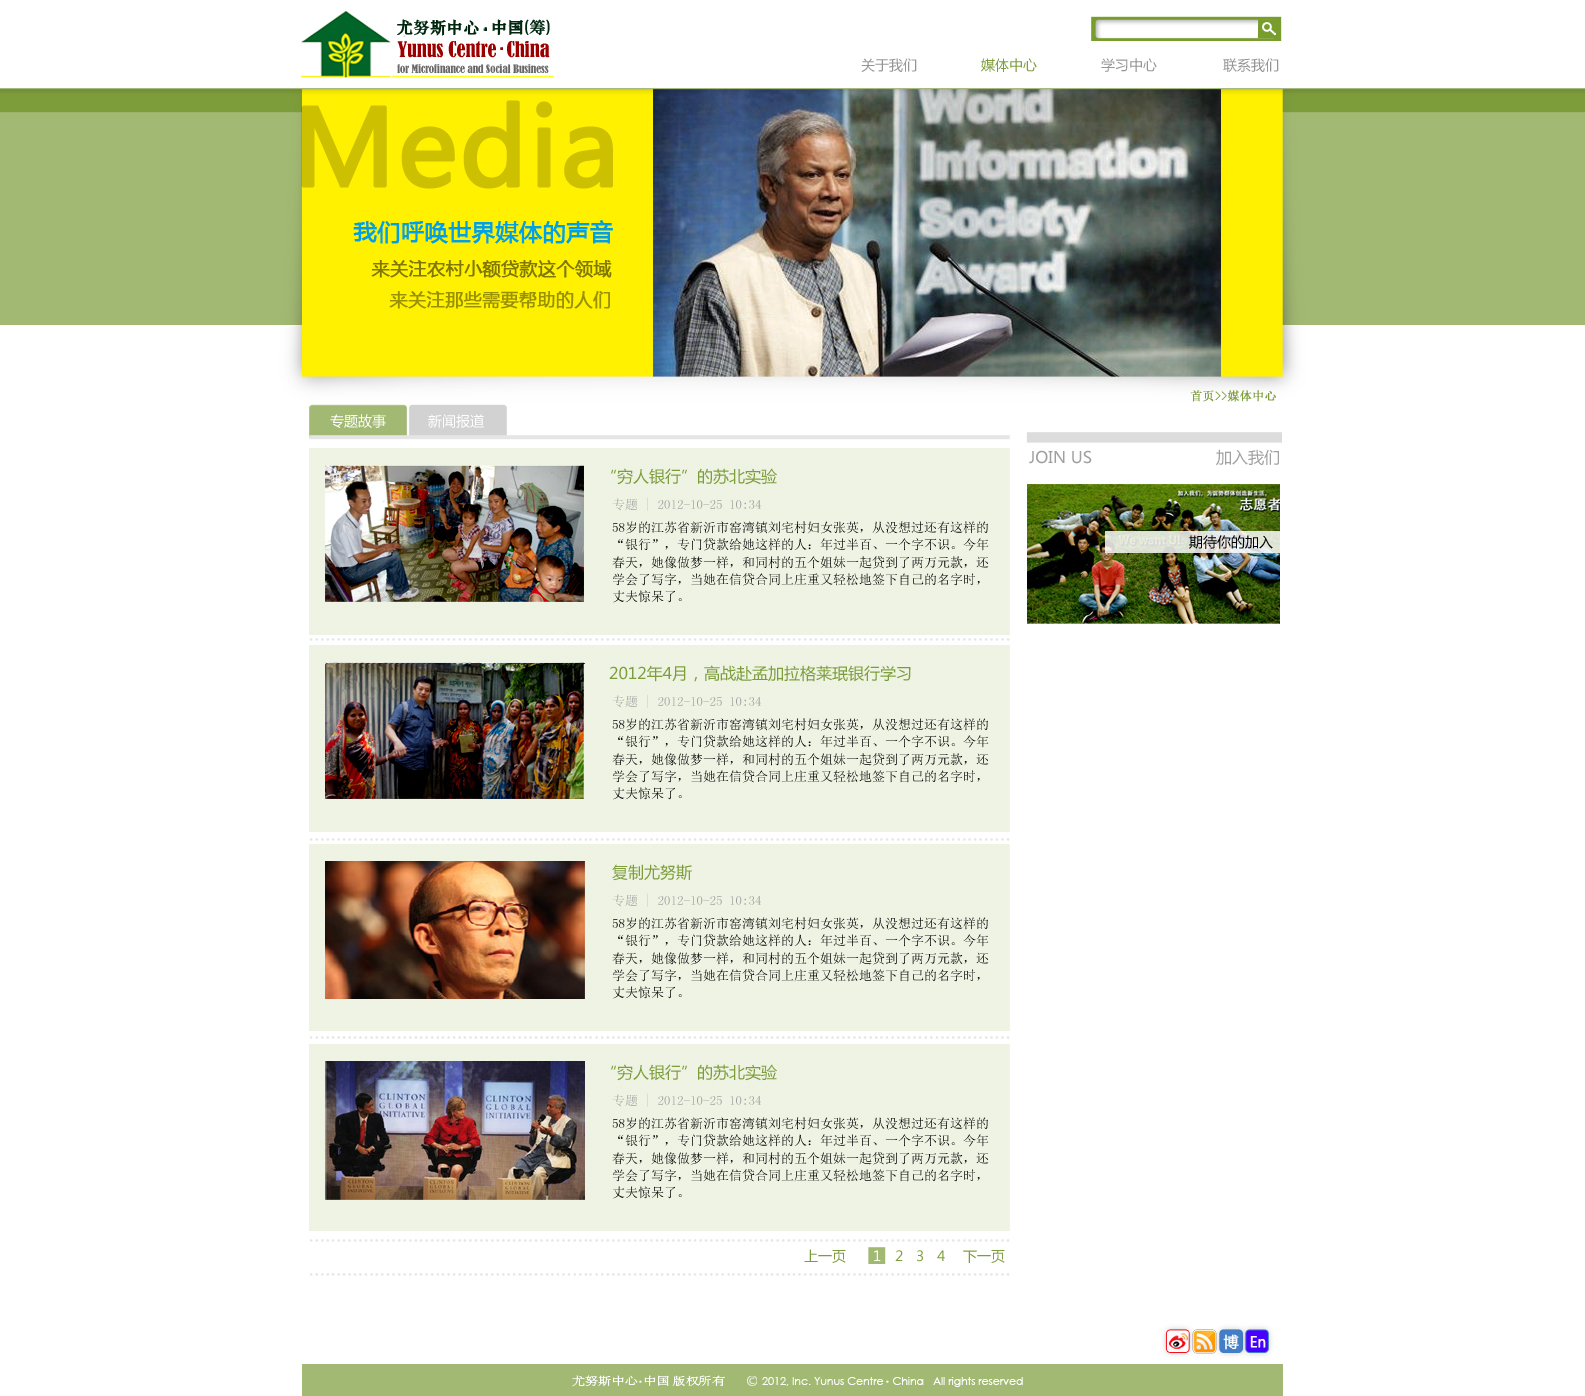 尤努斯中心·中国(筹)
Yunus Centre·China
for Microfinance and Social Business
关于我们
媒体中心
学习中心
联系我们
Media
我们呼唤世界媒体的声音
来关注农村小额贷款这个领域
来关注那些需要帮助的人们
World
Information
Society
Award
首页>>媒体中心
专题故事
新闻报道
“穷人银行”的苏北实验
专题 | 2012-10-25 10:34
58岁的江苏省新沂市窑湾镇刘宅村妇女张英，从没想过还有这样的
“银行”，专门贷款给她这样的人：年过半百、一个字不识。今年
春天，她像做梦一样，和同村的五个姐妹一起贷到了两万元款，还
学会了写字，当她在信贷合同上庄重又轻松地签下自己的名字时，
丈夫惊呆了。
2012年4月，高战赴孟加拉格莱珉银行学习
专题 | 2012-10-25 10:34
58岁的江苏省新沂市窑湾镇刘宅村妇女张英，从没想过还有这样的
“银行”，专门贷款给她这样的人：年过半百、一个字不识。今年
春天，她像做梦一样，和同村的五个姐妹一起贷到了两万元款，还
学会了写字，当她在信贷合同上庄重又轻松地签下自己的名字时，
丈夫惊呆了。
复制尤努斯
专题 | 2012-10-25 10:34
58岁的江苏省新沂市窑湾镇刘宅村妇女张英，从没想过还有这样的
“银行”，专门贷款给她这样的人：年过半百、一个字不识。今年
春天，她像做梦一样，和同村的五个姐妹一起贷到了两万元款，还
学会了写字，当她在信贷合同上庄重又轻松地签下自己的名字时，
丈夫惊呆了。
CLINTON
GLOBAL
INITIATIVE
CLINTON
GLOBAL
INITIATIVE
“穷人银行”的苏北实验
专题 | 2012-10-25 10:34
58岁的江苏省新沂市窑湾镇刘宅村妇女张英，从没想过还有这样的
“银行”，专门贷款给她这样的人：年过半百、一个字不识。今年
春天，她像做梦一样，和同村的五个姐妹一起贷到了两万元款，还
学会了写字，当她在信贷合同上庄重又轻松地签下自己的名字时，
丈夫惊呆了。
上一页 1 2 3 4 下一页
JOIN US 加入我们
加入我们，为弱势群体创造新生活。
志愿者
期待你的加入
博
En
尤努斯中心·中国 版权所有 © 2012, Inc. Yunus Centre·China All rights reserved